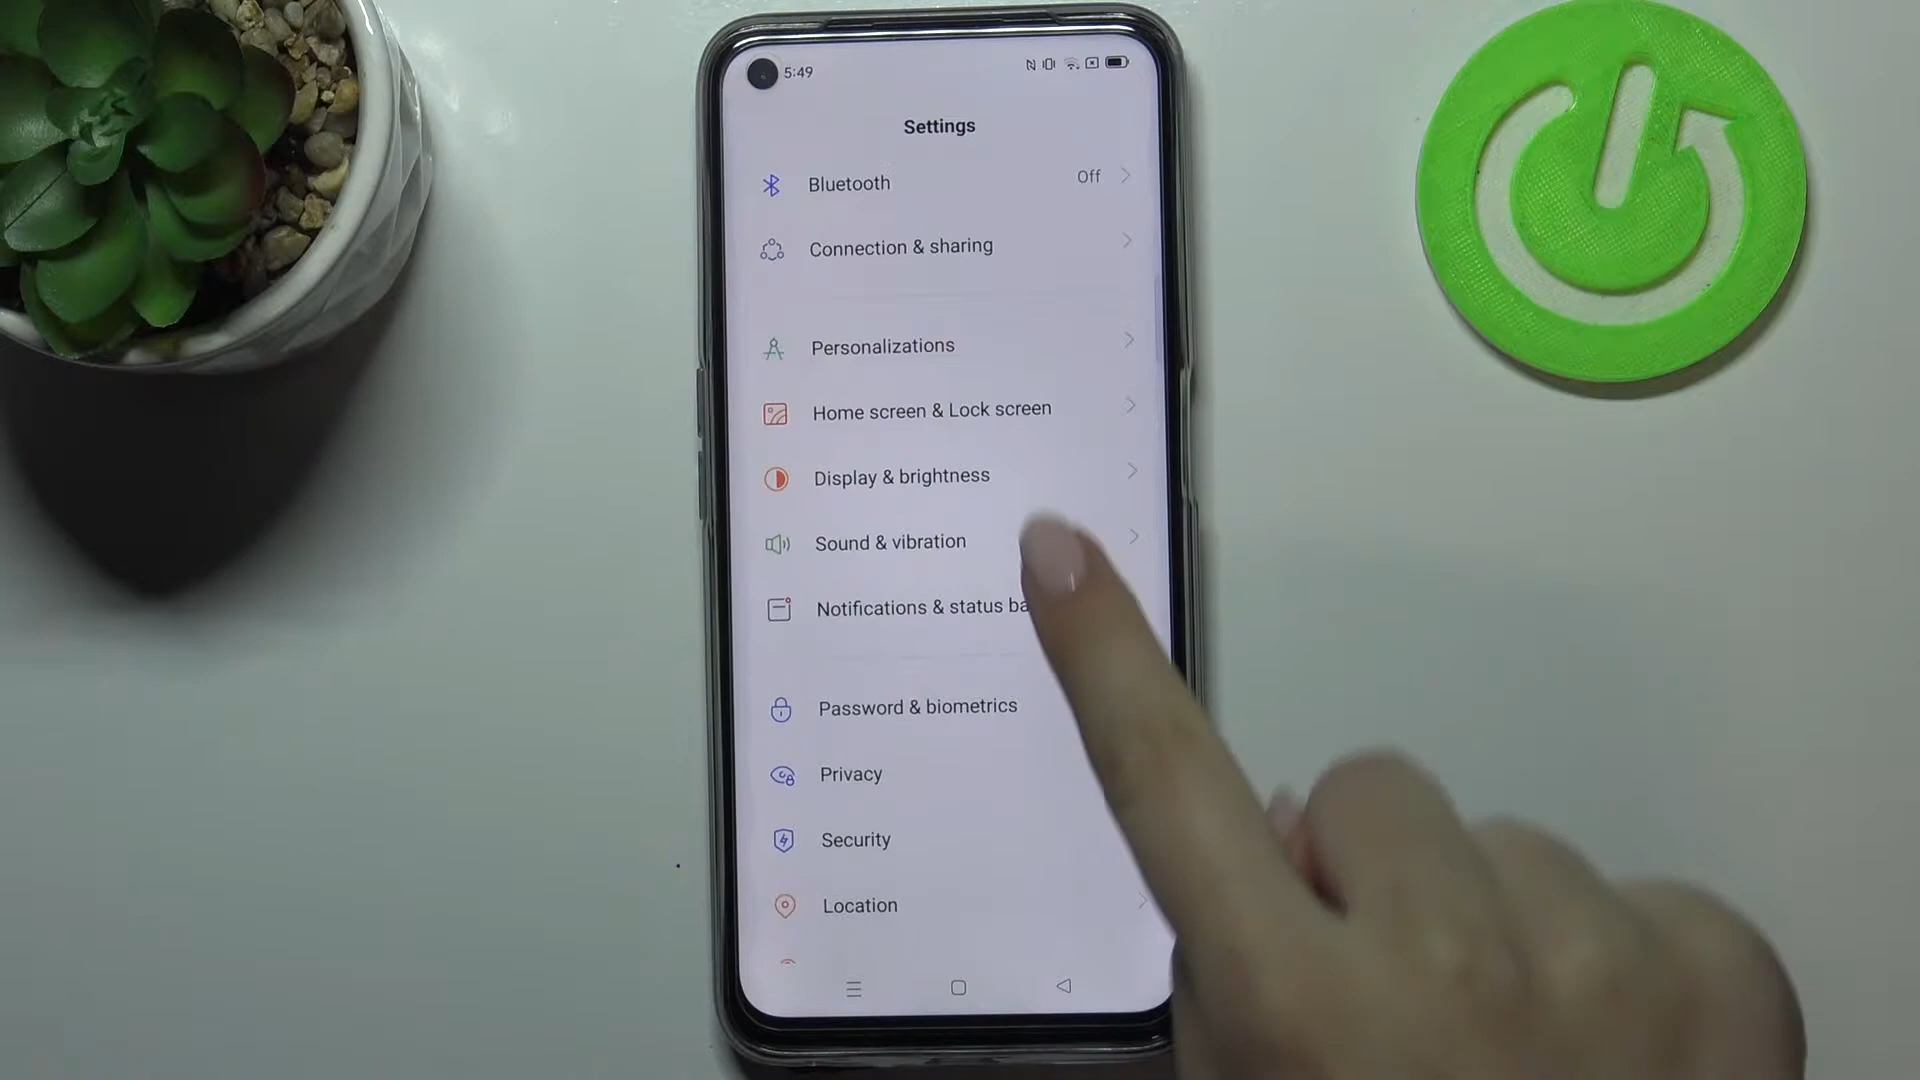 5:49
Settings
Bluetooth Off
Connection & sharing
Personalizations
Home screen & Lock screen
Display & brightness
Sound & vibration
Notifications & status ba
Password & biometrics
Privacy
Security
Location